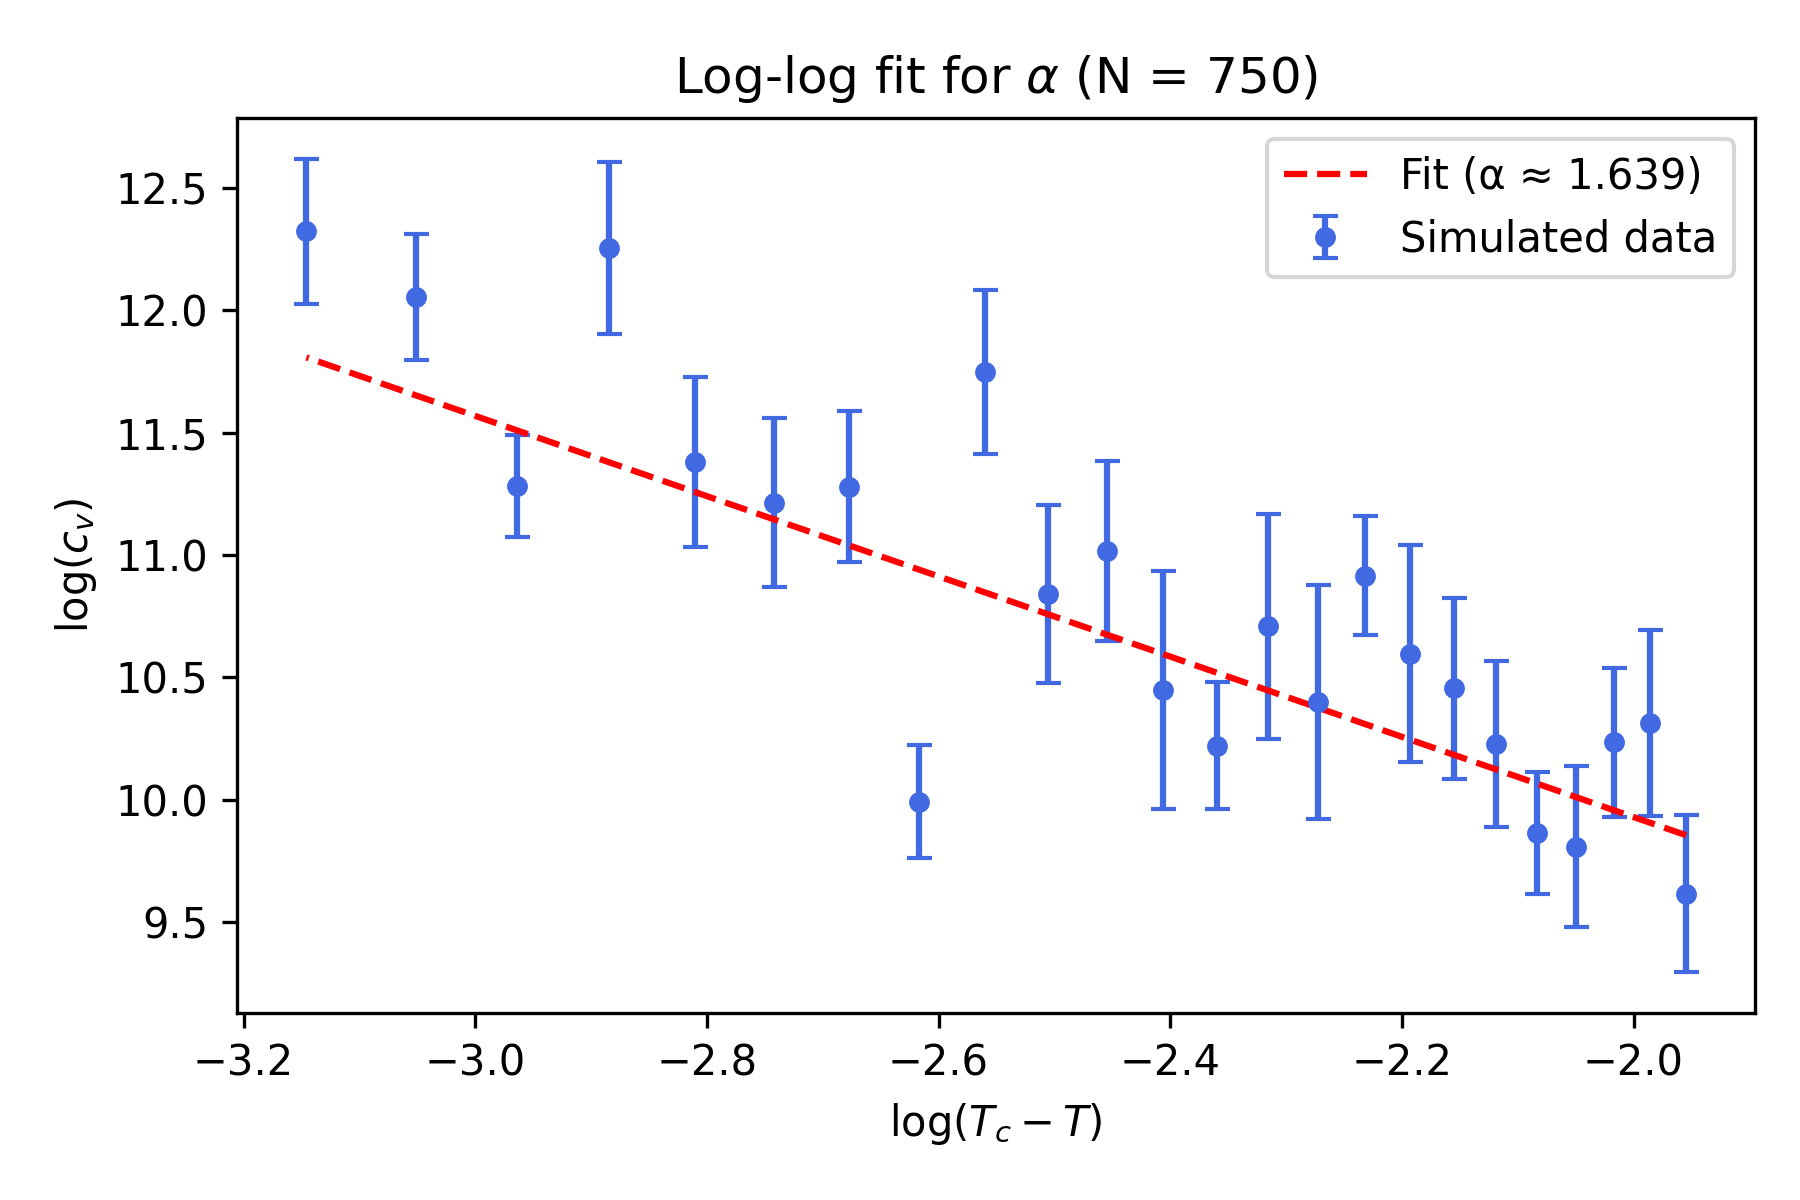 Log-log fit for α (N = 750)
Fit (α ≈ 1.639)
Simulated data
12.5
12.0
11.5
11.0
10.5
10.0
9.5
log(c_v)
−3.2 −3.0 −2.8 −2.6 −2.4 −2.2 −2.0
log(T_c − T)